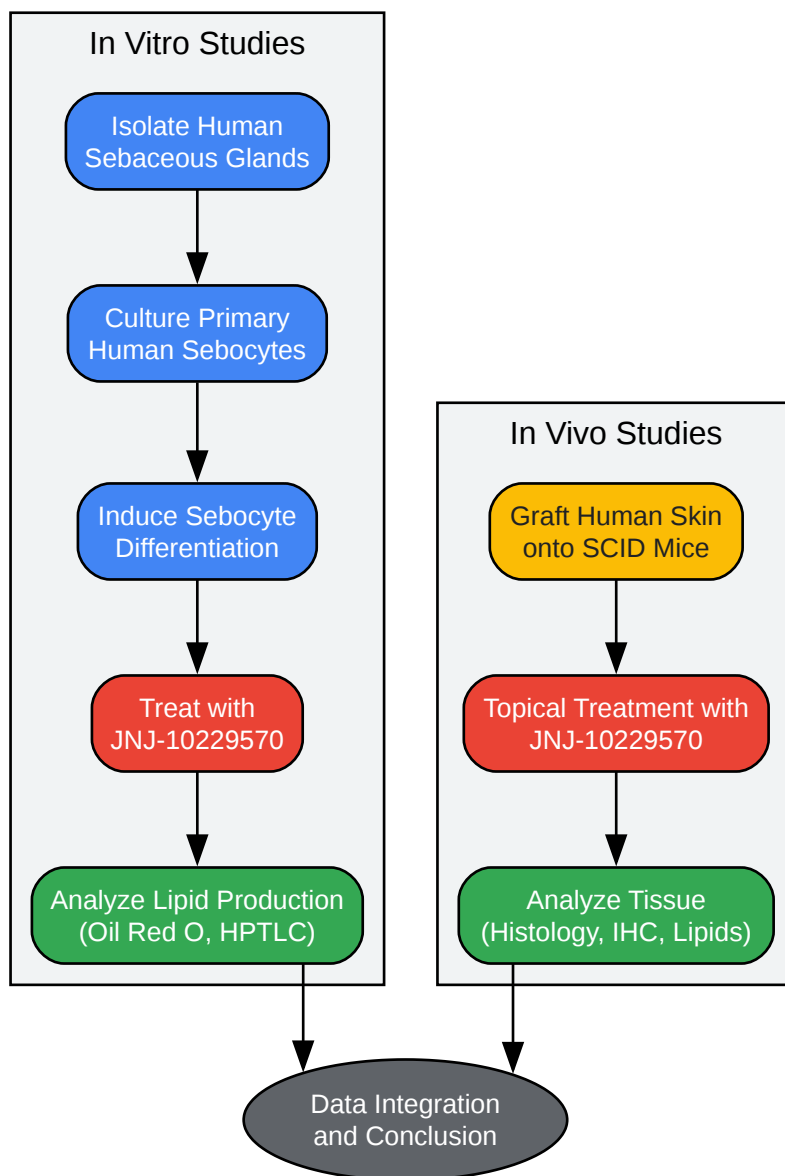 In Vitro Studies
Isolate Human
Sebaceous Glands
Culture Primary
Human Sebocytes
Induce Sebocyte
Differentiation
Treat with
JNJ-10229570
Analyze Lipid Production
(Oil Red O, HPTLC)
In Vivo Studies
Graft Human Skin
onto SCID Mice
Topical Treatment with
JNJ-10229570
Analyze Tissue
(Histology, IHC, Lipids)
Data Integration
and Conclusion